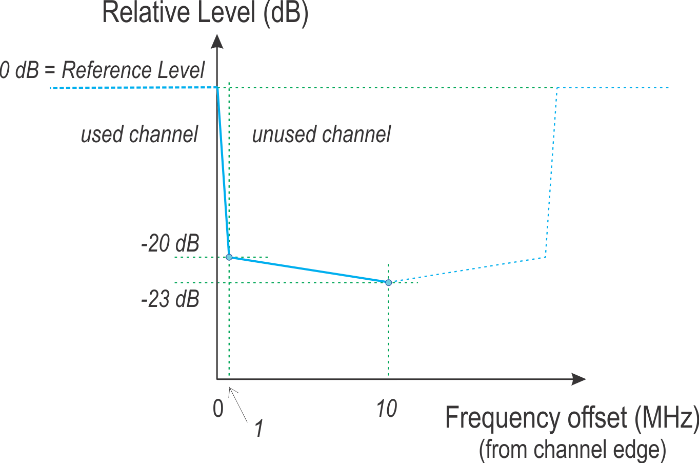 Relative Level (dB)
0 dB = Reference Level
used channel
unused channel
-20 dB
-23 dB
0
1
10
Frequency offset (MHz)
(from channel edge)